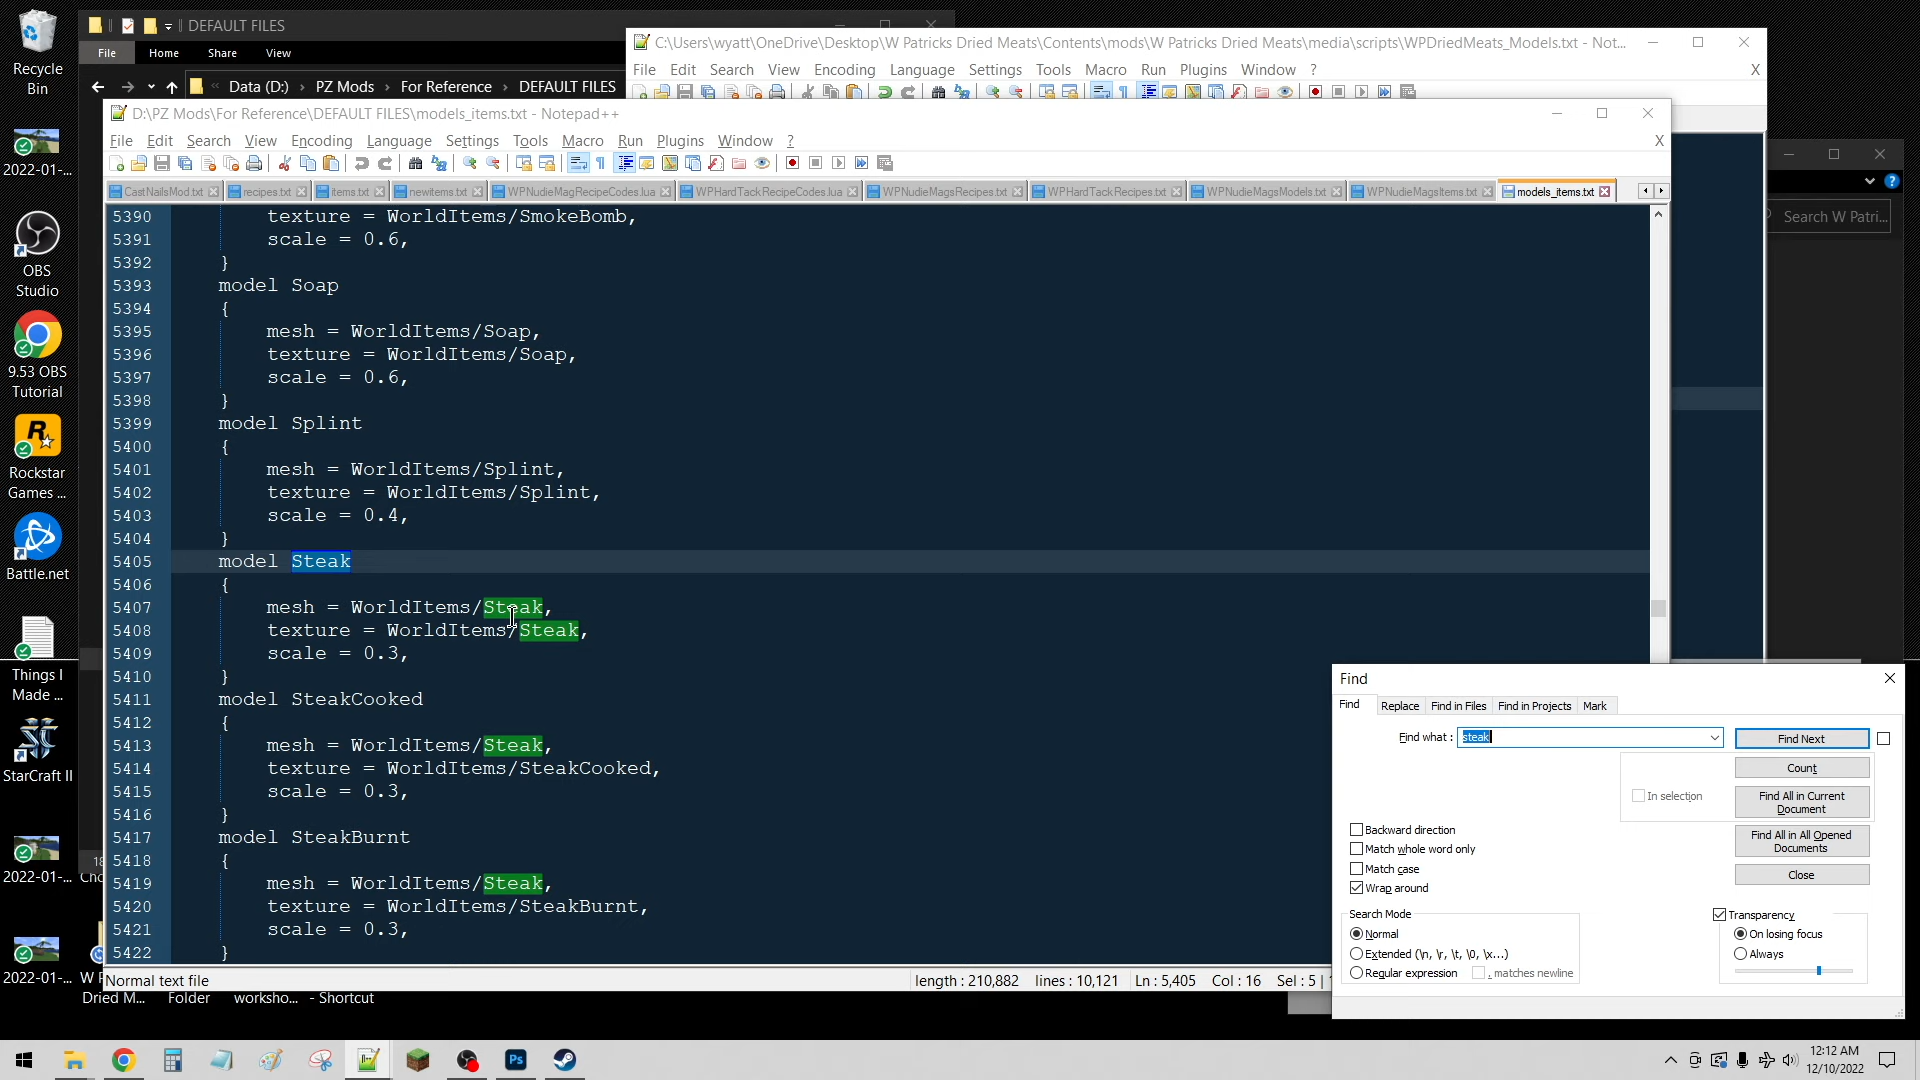 Recycle
Bin
2022-01-...
OBS
Studio
9.53 OBS
Tutorial
Rockstar
Games ...
Battle.net
Things I
Made ...
StarCraft II
2022-01-...
2022-01-...
DEFAULT FILES
File Home Share View
Data (D:) › PZ Mods › For Reference › DEFAULT FILES
C:\Users\wyatt\OneDrive\Desktop\W Patricks Dried Meats\Contents\mods\W Patricks Dried Meats\media\scripts\WPDriedMeats_Models.txt - Not...
File Edit Search View Encoding Language Settings Tools Macro Run Plugins Window ? X
Search W Patri...
D:\PZ Mods\For Reference\DEFAULT FILES\models_items.txt - Notepad++
File Edit Search View Encoding Language Settings Tools Macro Run Plugins Window ? X
CastNailsMod.txt recipes.txt items.txt newitems.txt WPNudieMagRecipeCodes.lua WPHardTackRecipeCodes.lua WPNudieMagsRecipes.txt WPHardTackRecipes.txt WPNudieMagsModels.txt WPNudieMagsItems.txt models_items.txt
5390 texture = WorldItems/SmokeBomb,
5391 scale = 0.6,
5392 }
5393 model Soap
5394 {
5395 mesh = WorldItems/Soap,
5396 texture = WorldItems/Soap,
5397 scale = 0.6,
5398 }
5399 model Splint
5400 {
5401 mesh = WorldItems/Splint,
5402 texture = WorldItems/Splint,
5403 scale = 0.4,
5404 }
5405 model Steak
5406 {
5407 mesh = WorldItems/Steak,
5408 texture = WorldItems/Steak,
5409 scale = 0.3,
5410 }
5411 model SteakCooked
5412 {
5413 mesh = WorldItems/Steak,
5414 texture = WorldItems/SteakCooked,
5415 scale = 0.3,
5416 }
5417 model SteakBurnt
5418 {
5419 mesh = WorldItems/Steak,
5420 texture = WorldItems/SteakBurnt,
5421 scale = 0.3,
5422 }
Normal text file length : 210,882 lines : 10,121 Ln : 5,405 Col : 16 Sel : 5 |
Find
Find Replace Find in Files Find in Projects Mark
Find what : steak Find Next
Count
In selection
Find All in Current
Document
Find All in All Opened
Documents
Close
Backward direction
Match whole word only
Match case
Wrap around
Search Mode
Normal
Extended (\n, \r, \t, \0, \x...)
Regular expression . matches newline
Transparency
On losing focus
Always
18
Cho
W P
Dried M... Folder worksho... - Shortcut
Ps
12:12 AM
12/10/2022